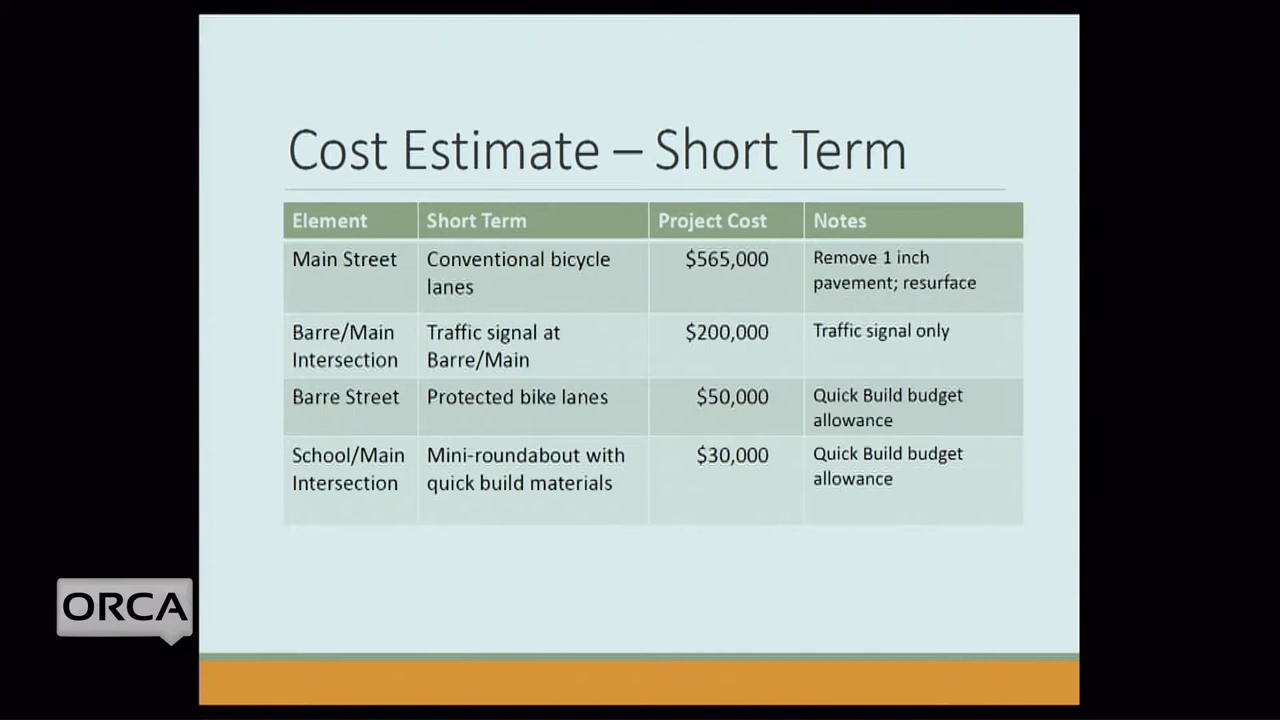 Cost Estimate – Short Term
Element Short Term Project Cost Notes
Main Street Conventional bicycle $565,000 Remove 1 inch
lanes pavement; resurface
Barre/Main Traffic signal at $200,000 Traffic signal only
Intersection Barre/Main
Barre Street Protected bike lanes $50,000 Quick Build budget
allowance
School/Main Mini-roundabout with $30,000 Quick Build budget
Intersection quick build materials allowance
ORCA